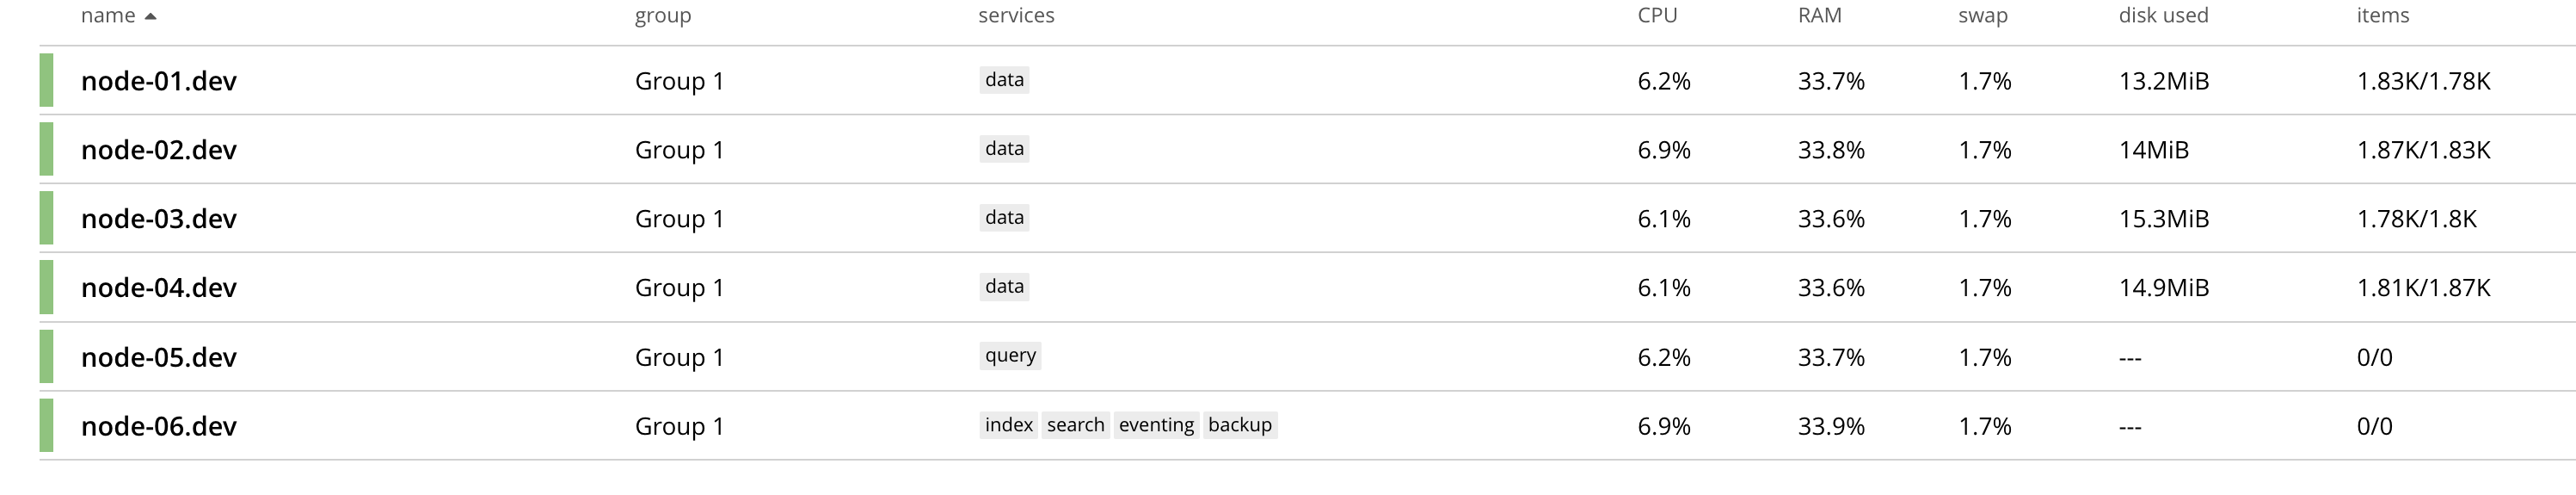 name group services CPU RAM swap disk used items
node-01.dev Group 1 data 6.2% 33.7% 1.7% 13.2MiB 1.83K/1.78K
node-02.dev Group 1 data 6.9% 33.8% 1.7% 14MiB 1.87K/1.83K
node-03.dev Group 1 data 6.1% 33.6% 1.7% 15.3MiB 1.78K/1.8K
node-04.dev Group 1 data 6.1% 33.6% 1.7% 14.9MiB 1.81K/1.87K
node-05.dev Group 1 query 6.2% 33.7% 1.7% --- 0/0
node-06.dev Group 1 index search eventing backup 6.9% 33.9% 1.7% --- 0/0